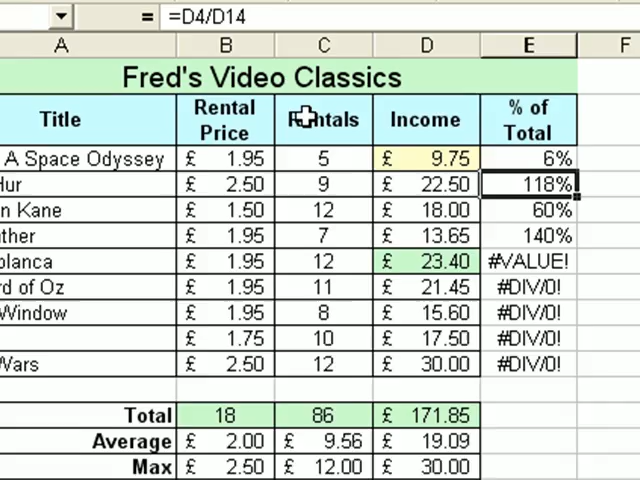 = =D4/D14
A B C D E F
Fred's Video Classics
Title Rental Price Rentals Income % of Total
A Space Odyssey £ 1.95 5 £ 9.75 6%
Hur £ 2.50 9 £ 22.50 118%
n Kane £ 1.50 12 £ 18.00 60%
ther £ 1.95 7 £ 13.65 140%
blanca £ 1.95 12 £ 23.40 #VALUE!
rd of Oz £ 1.95 11 £ 21.45 #DIV/0!
Window £ 1.95 8 £ 15.60 #DIV/0!
£ 1.75 10 £ 17.50 #DIV/0!
Wars £ 2.50 12 £ 30.00 #DIV/0!
Total 18 86 £ 171.85
Average £ 2.00 £ 9.56 £ 19.09
Max £ 2.50 £ 12.00 £ 30.00